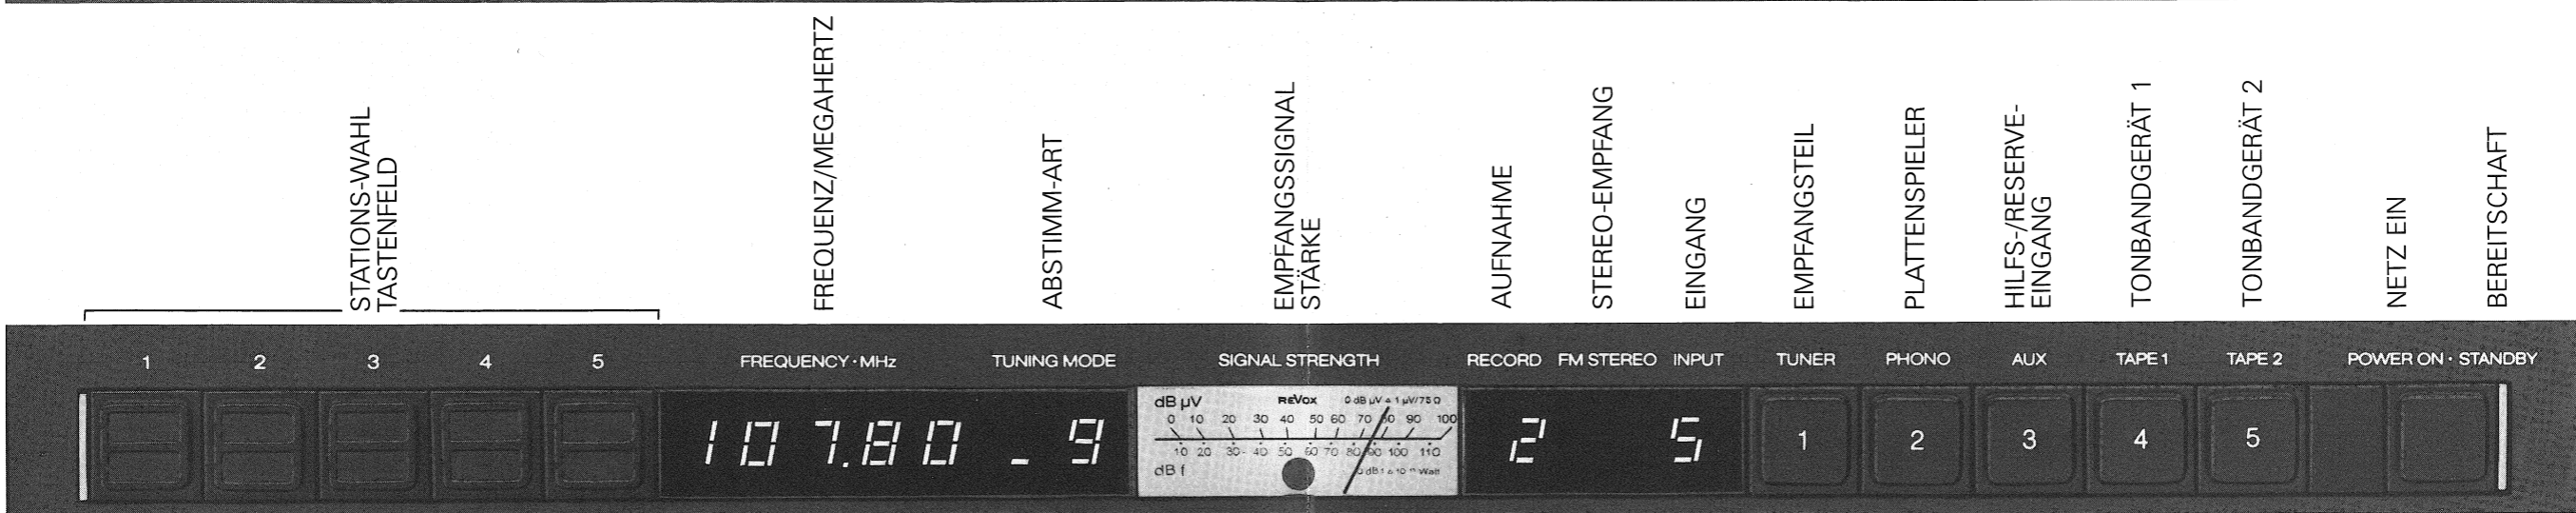 STATIONS-WAHL
TASTENFELD
FREQUENZ/MEGAHERTZ
ABSTIMM-ART
EMPFANGSSIGNAL
STÄRKE
AUFNAHME
STEREO-EMPFANG
EINGANG
EMPFANGSTEIL
PLATTENSPIELER
HILFS-/RESERVE-
EINGANG
TONBANDGERÄT 1
TONBANDGERÄT 2
NETZ EIN
BEREITSCHAFT
1 2 3 4 5 FREQUENCY · MHz TUNING MODE SIGNAL STRENGTH RECORD FM STEREO INPUT TUNER PHONO AUX TAPE 1 TAPE 2 POWER ON · STANDBY
dB µV REVOX 0 dB µV ≙ 1 µV/75 Ω
0 10 20 30 40 50 60 70 80 90 100
107.80 _ 9 2 5 1 2 3 4 5
10 20 30 40 50 60 70 80 90 100 110
dB f